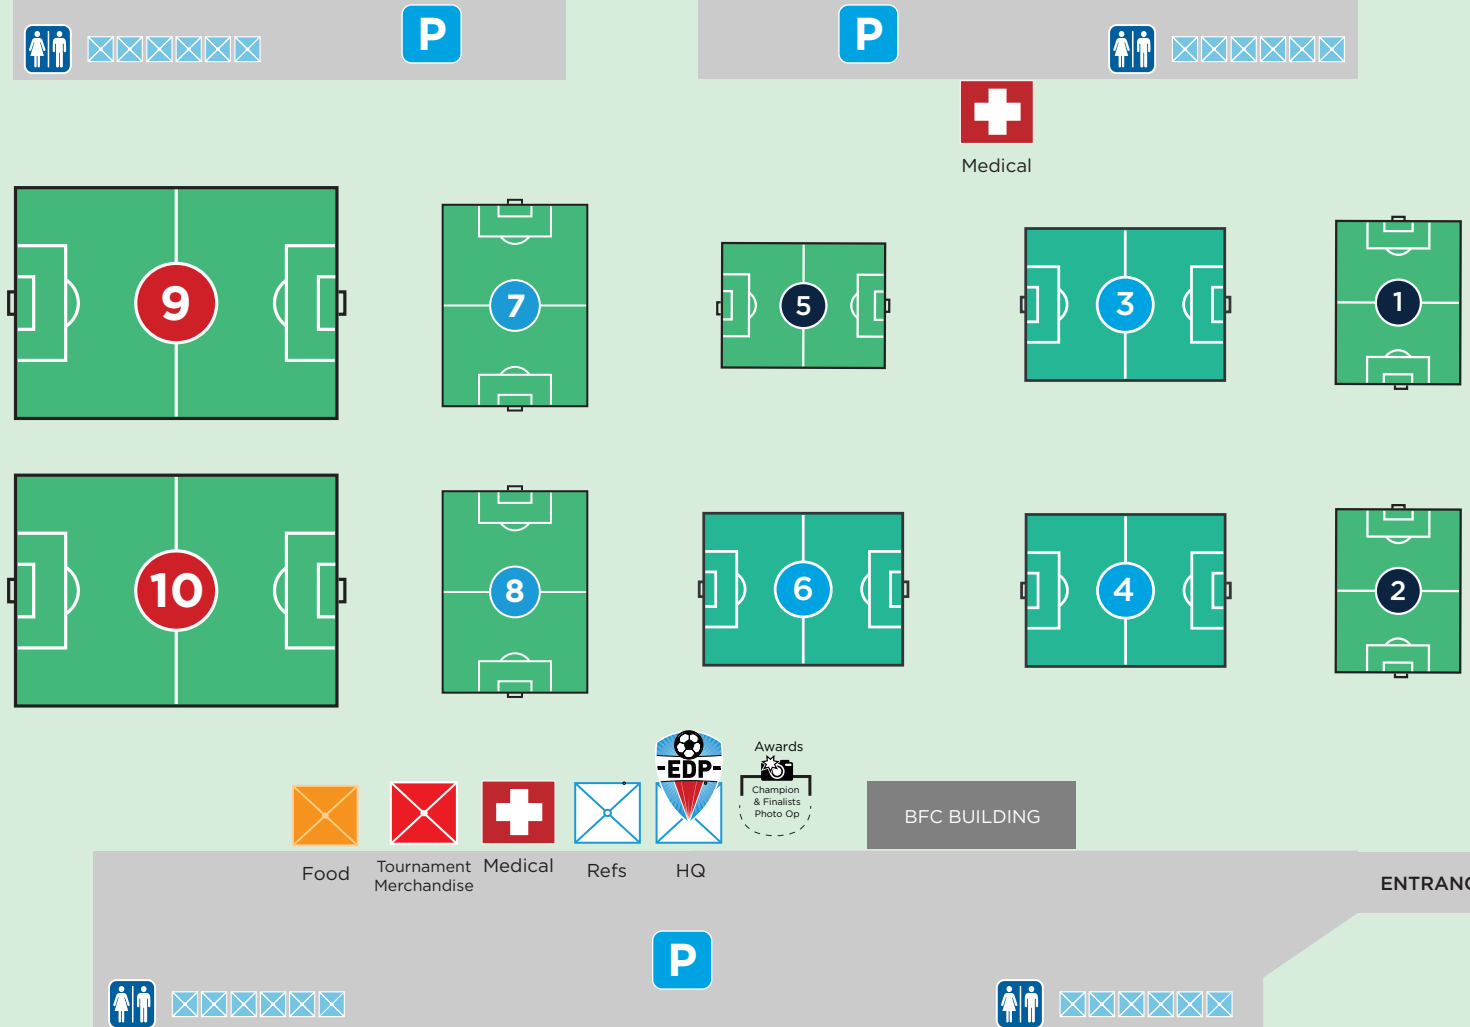 P
P
Medical
9
7
5
3
1
10
8
6
4
2
EDP
Awards
Champion
& Finalists
Photo Op
BFC BUILDING
Food
Tournament
Merchandise
Medical
Refs
HQ
ENTRANC
P